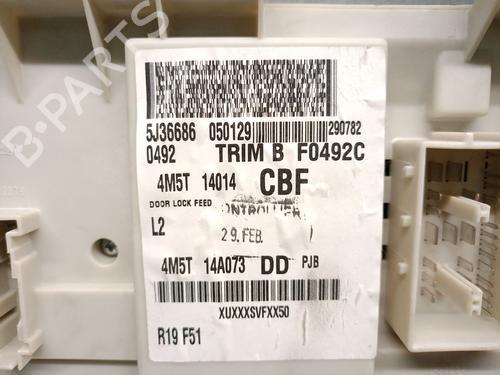 B-PARTS
5J36686 050129 290782
0492 TRIM B F0492C
4M5T 14014 CBF
DOOR LOCK FEED CONTROLLER
L2 29. FEB.
4M5T 14A073 DD PJB
XUXXXSVFXX50
R19 F51